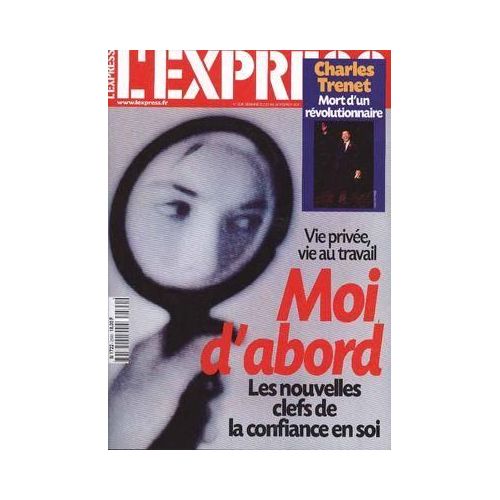 L'EXPRESS
L'EXPRESS
www.lexpress.fr
Charles
Trenet
Mort d'un
révolutionnaire
Vie privée,
vie au travail
Moi
d'abord
Les nouvelles
clefs de
la confiance en soi